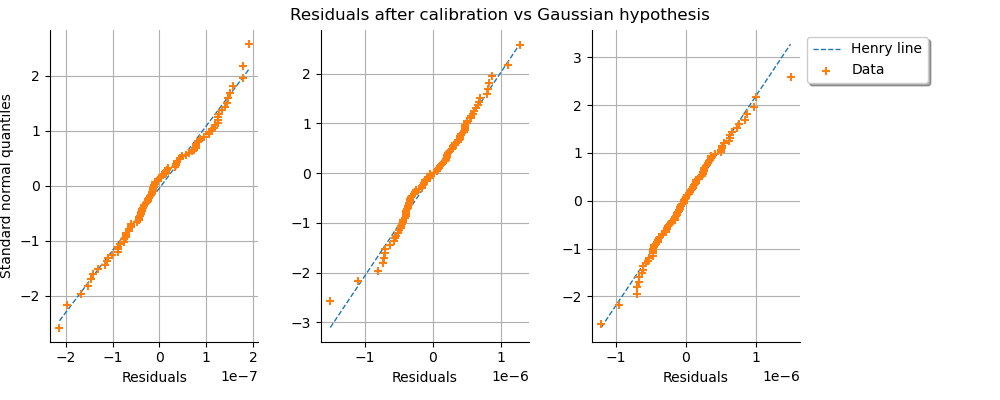 Residuals after calibration vs Gaussian hypothesis
Standard normal quantiles
2
1
0
−1
−2
−2
−1
0
1
2
1e−7
Residuals
2
1
0
−1
−2
−3
−1
0
1
1e−6
Residuals
3
2
1
0
−1
−2
−1
0
1
1e−6
Residuals
Henry line
Data